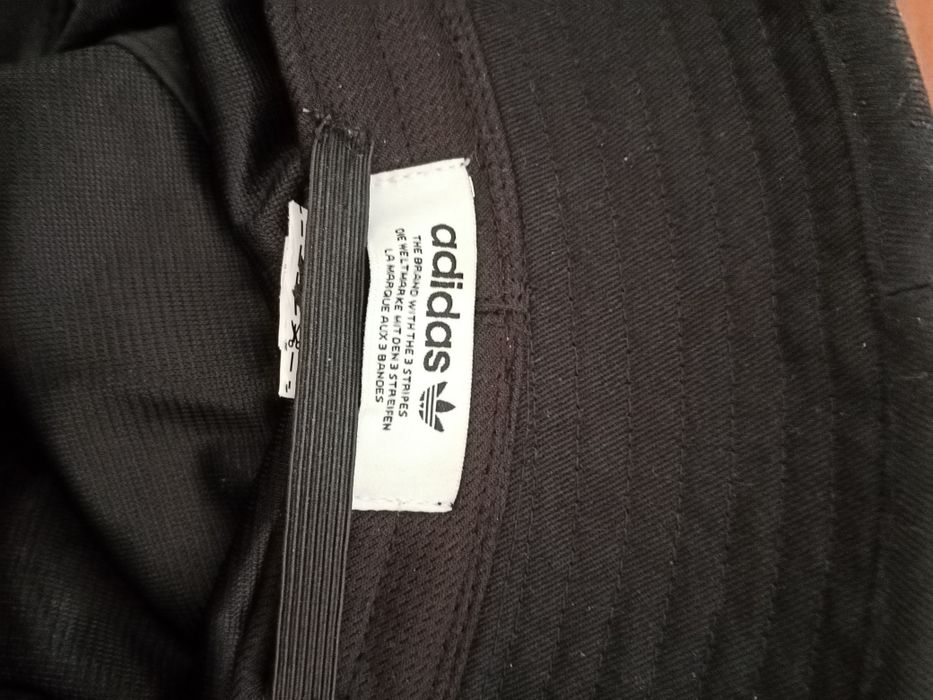 adidas
THE BRAND WITH THE 3 STRIPES
DIE WELTMARKE MIT DEN 3 STREIFEN
LA MARQUE AUX 3 BANDES